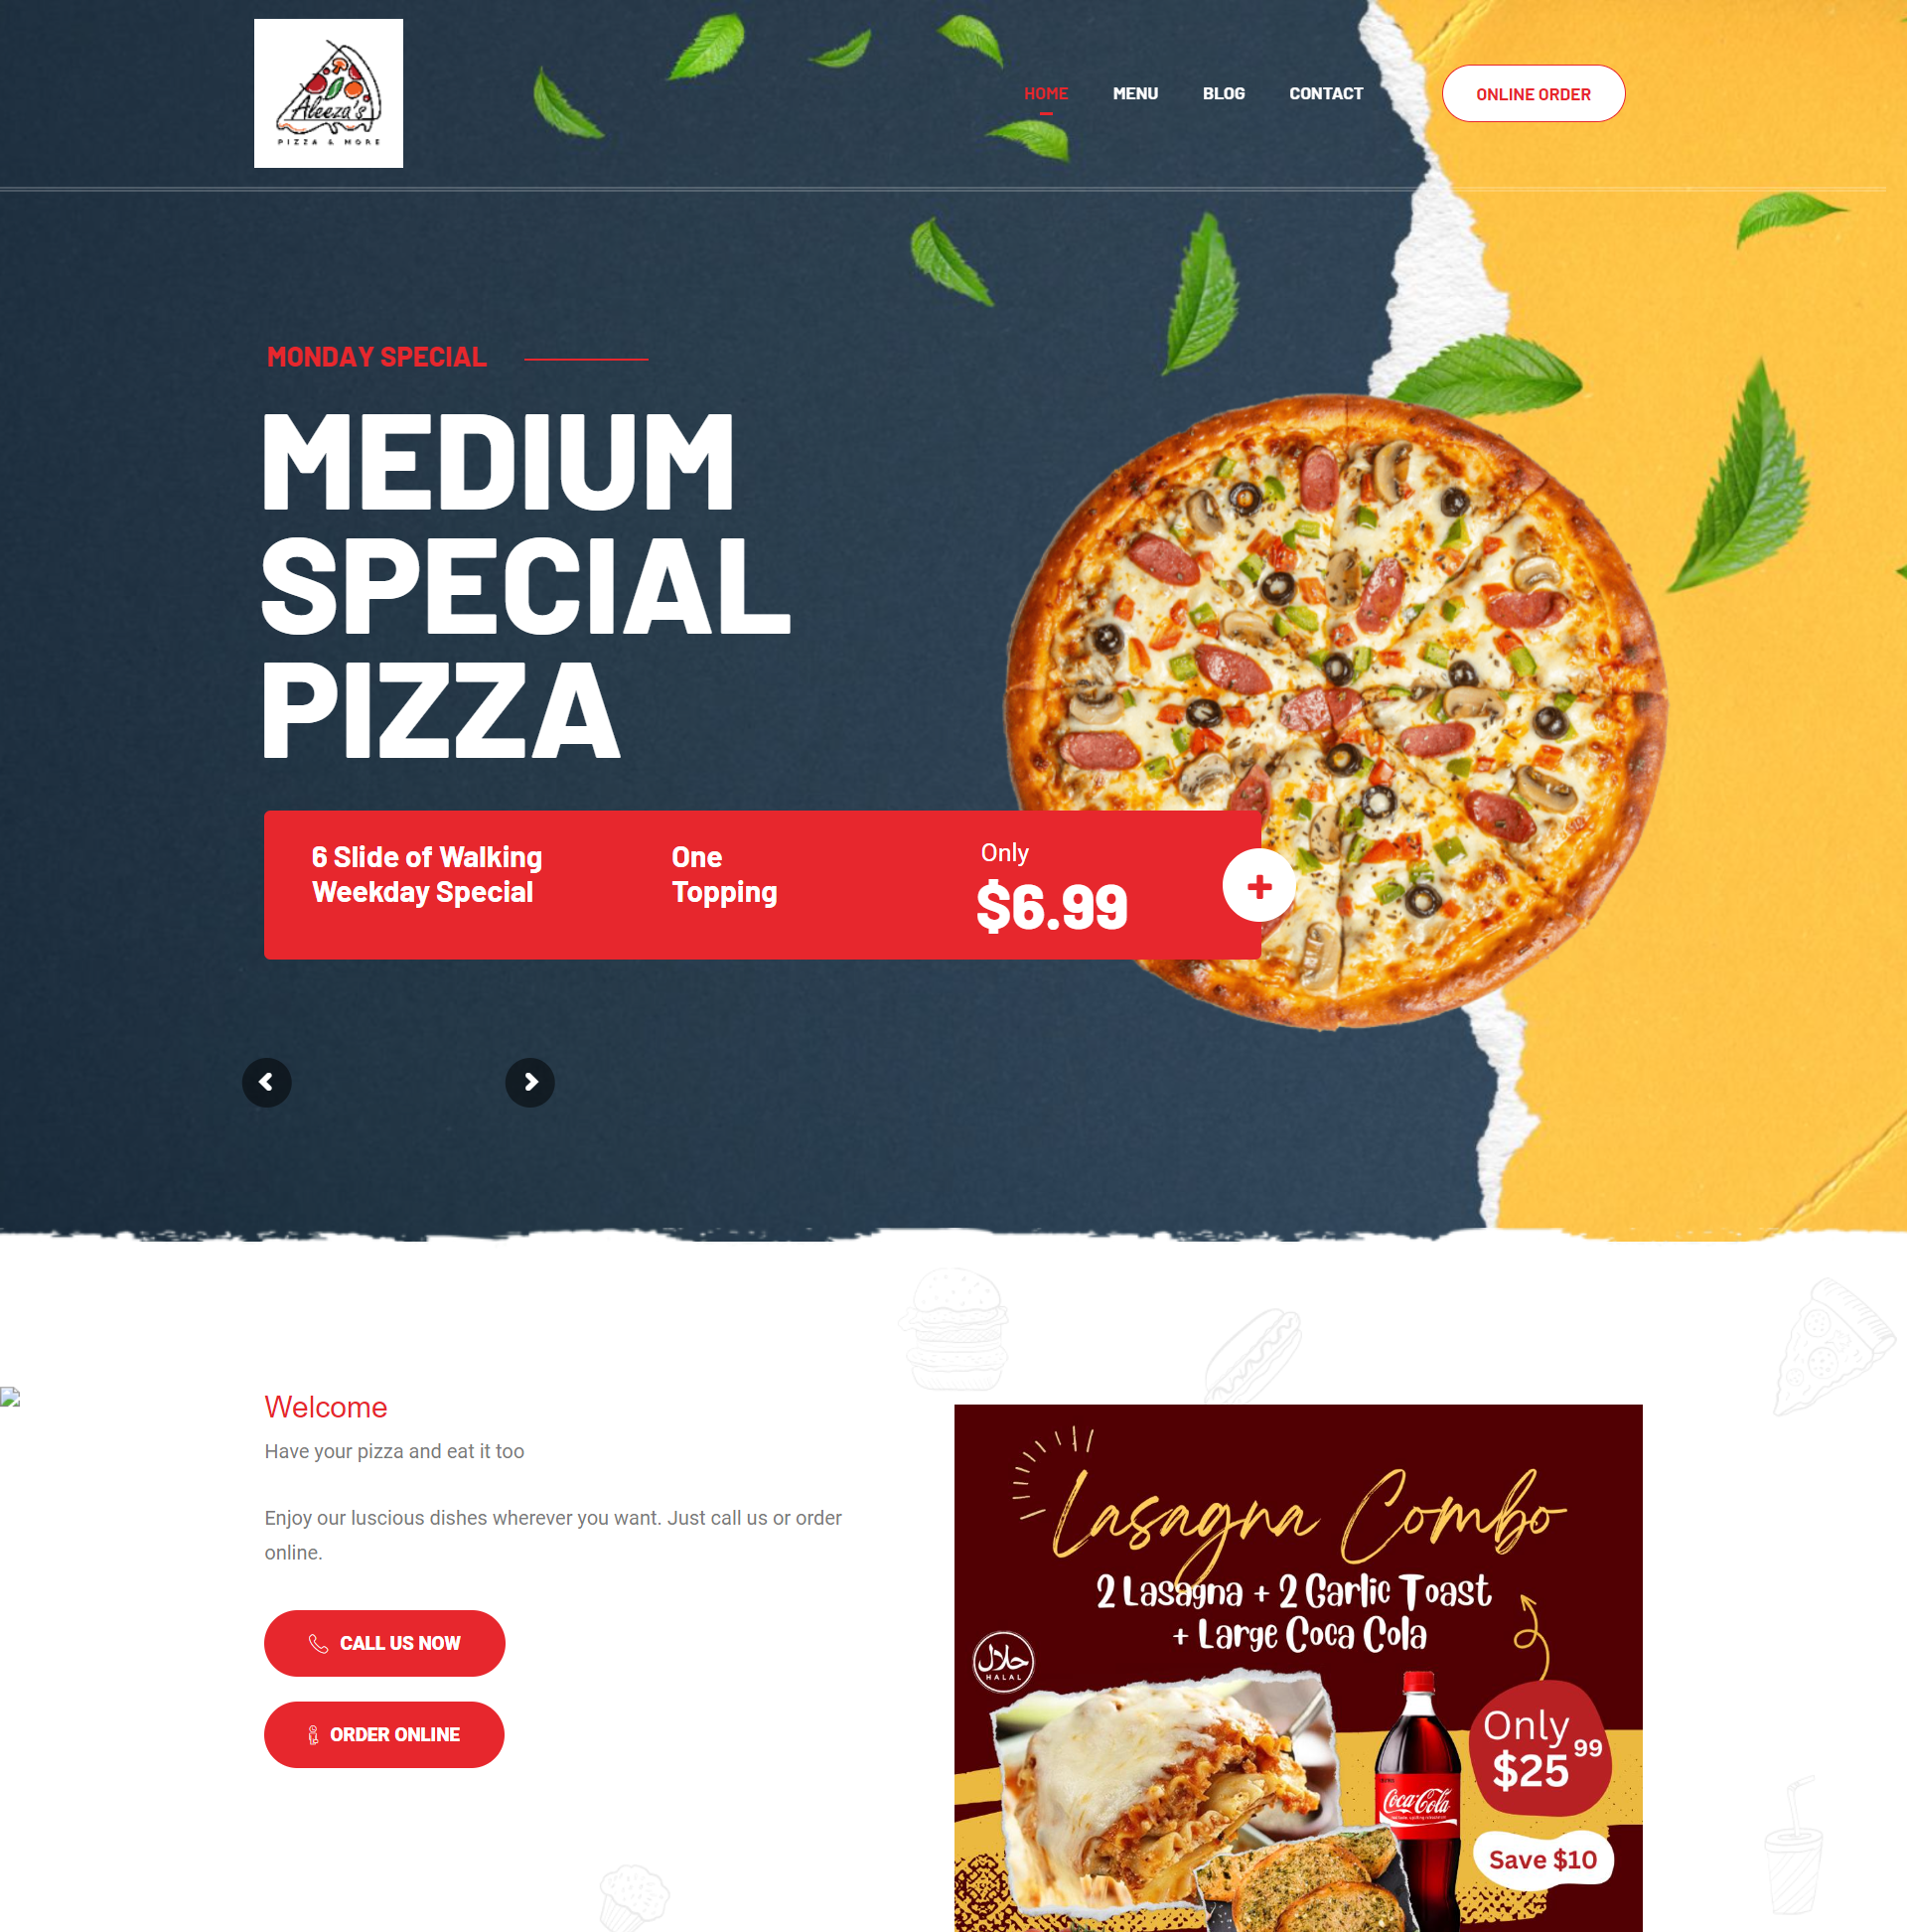 Aleeza's
PIZZA & MORE
HOME MENU BLOG CONTACT ONLINE ORDER
MONDAY SPECIAL
MEDIUM
SPECIAL
PIZZA
6 Slide of Walking
Weekday Special
One
Topping
Only
$6.99
Welcome
Have your pizza and eat it too
Enjoy our luscious dishes wherever you want. Just call us or order
online.
CALL US NOW
ORDER ONLINE
Lasagna Combo
2 Lasagna + 2 Garlic Toast
+ Large Coca Cola
حلال
HALAL
Only
$25 99
Coca-Cola
Save $10